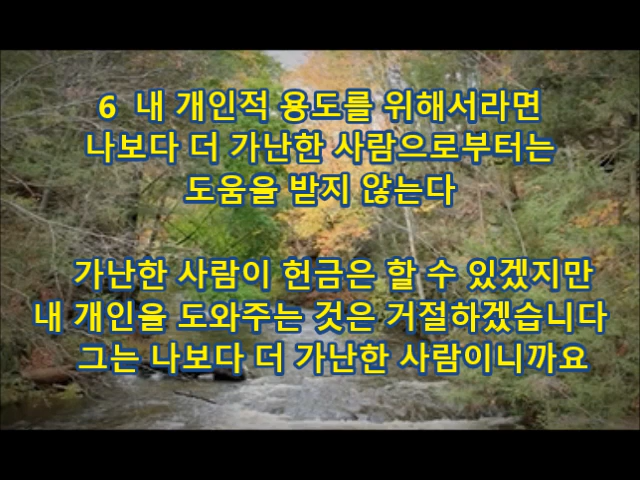 6 내 개인적 용도를 위해서라면
나보다 더 가난한 사람으로부터는
도움을 받지 않는다
가난한 사람이 헌금은 할 수 있겠지만
내 개인을 도와주는 것은 거절하겠습니다
그는 나보다 더 가난한 사람이니까요